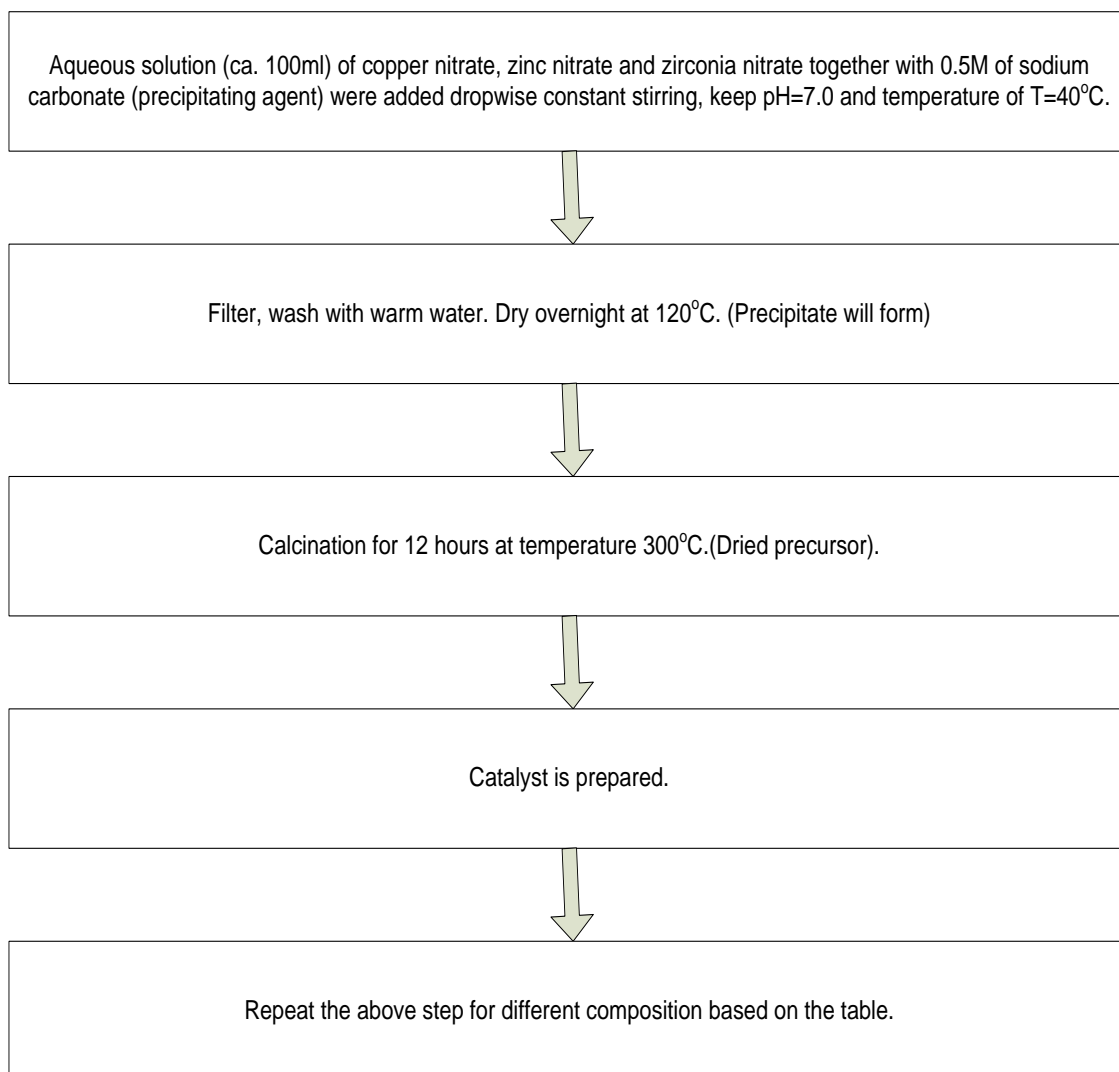 Aqueous solution (ca. 100ml) of copper nitrate, zinc nitrate and zirconia nitrate together with 0.5M of sodium
carbonate (precipitating agent) were added dropwise constant stirring, keep pH=7.0 and temperature of T=40°C.
Filter, wash with warm water. Dry overnight at 120°C. (Precipitate will form)
Calcination for 12 hours at temperature 300°C.(Dried precursor).
Catalyst is prepared.
Repeat the above step for different composition based on the table.